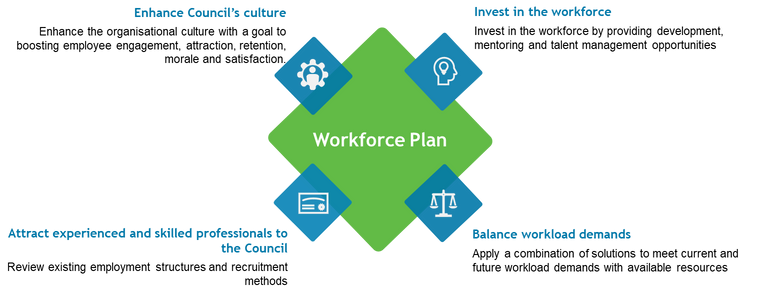 Enhance Council's culture
Enhance the organisational culture with a goal to
boosting employee engagement, attraction, retention,
morale and satisfaction.
Invest in the workforce
Invest in the workforce by providing development,
mentoring and talent management opportunities
Workforce Plan
Attract experienced and skilled professionals to
the Council
Review existing employment structures and recruitment
methods
Balance workload demands
Apply a combination of solutions to meet current and
future workload demands with available resources